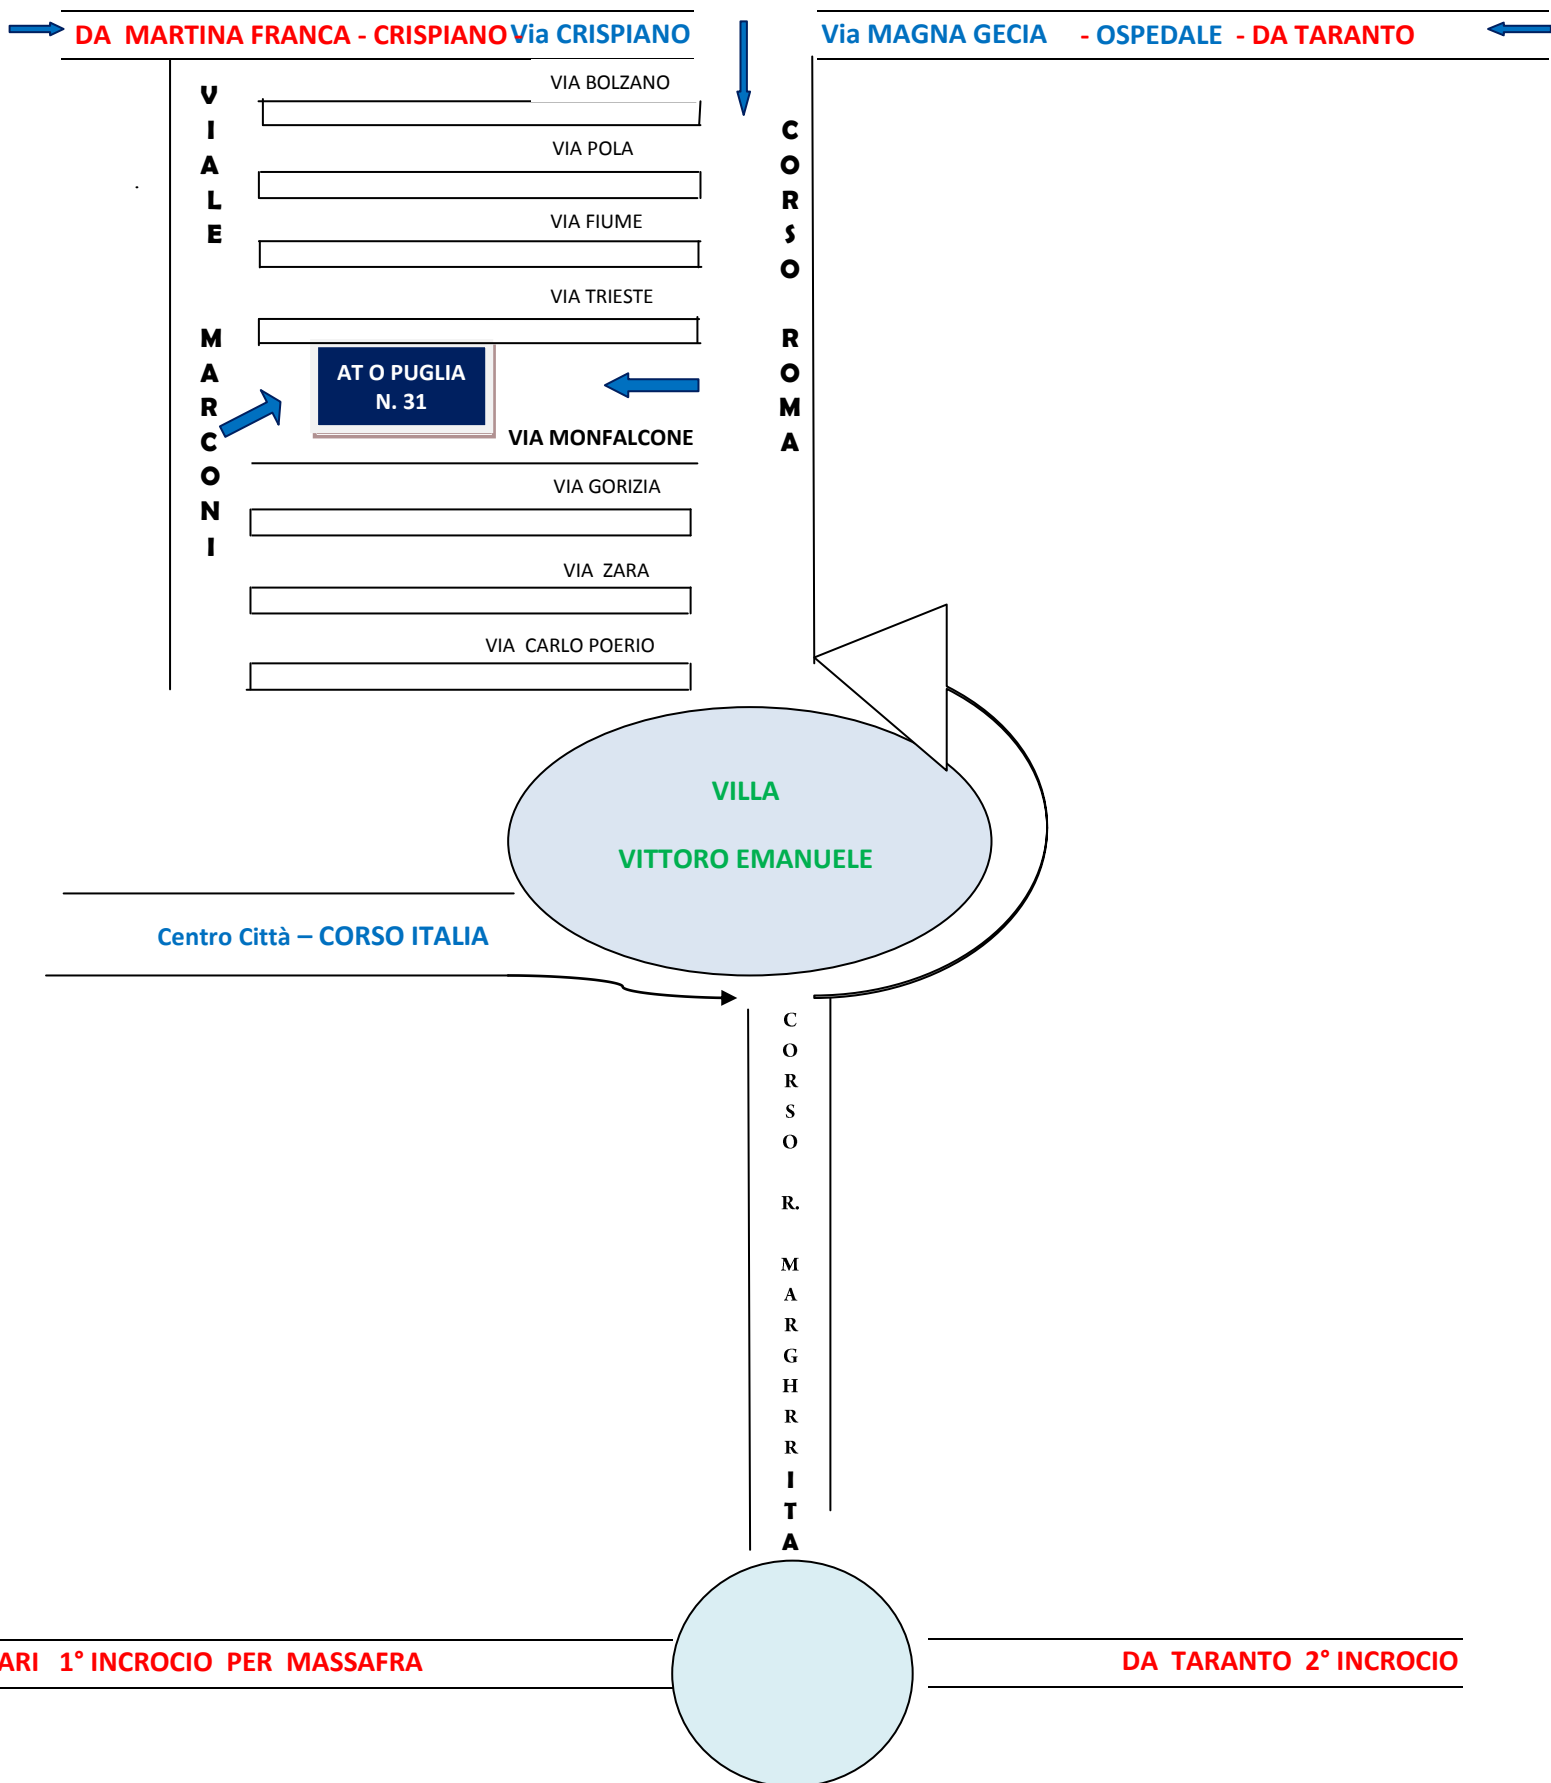 DA MARTINA FRANCA - CRISPIANO - Via CRISPIANO
Via MAGNA GECIA - OSPEDALE - DA TARANTO
VIALE MARCONI
VIA BOLZANO
VIA POLA
VIA FIUME
VIA TRIESTE
AT O PUGLIA
N. 31
VIA MONFALCONE
VIA GORIZIA
VIA ZARA
VIA CARLO POERIO
CORSO ROMA
VILLA
VITTORO EMANUELE
Centro Città – CORSO ITALIA
CORSO R. MARGHRRITA
ARI 1° INCROCIO PER MASSAFRA
DA TARANTO 2° INCROCIO